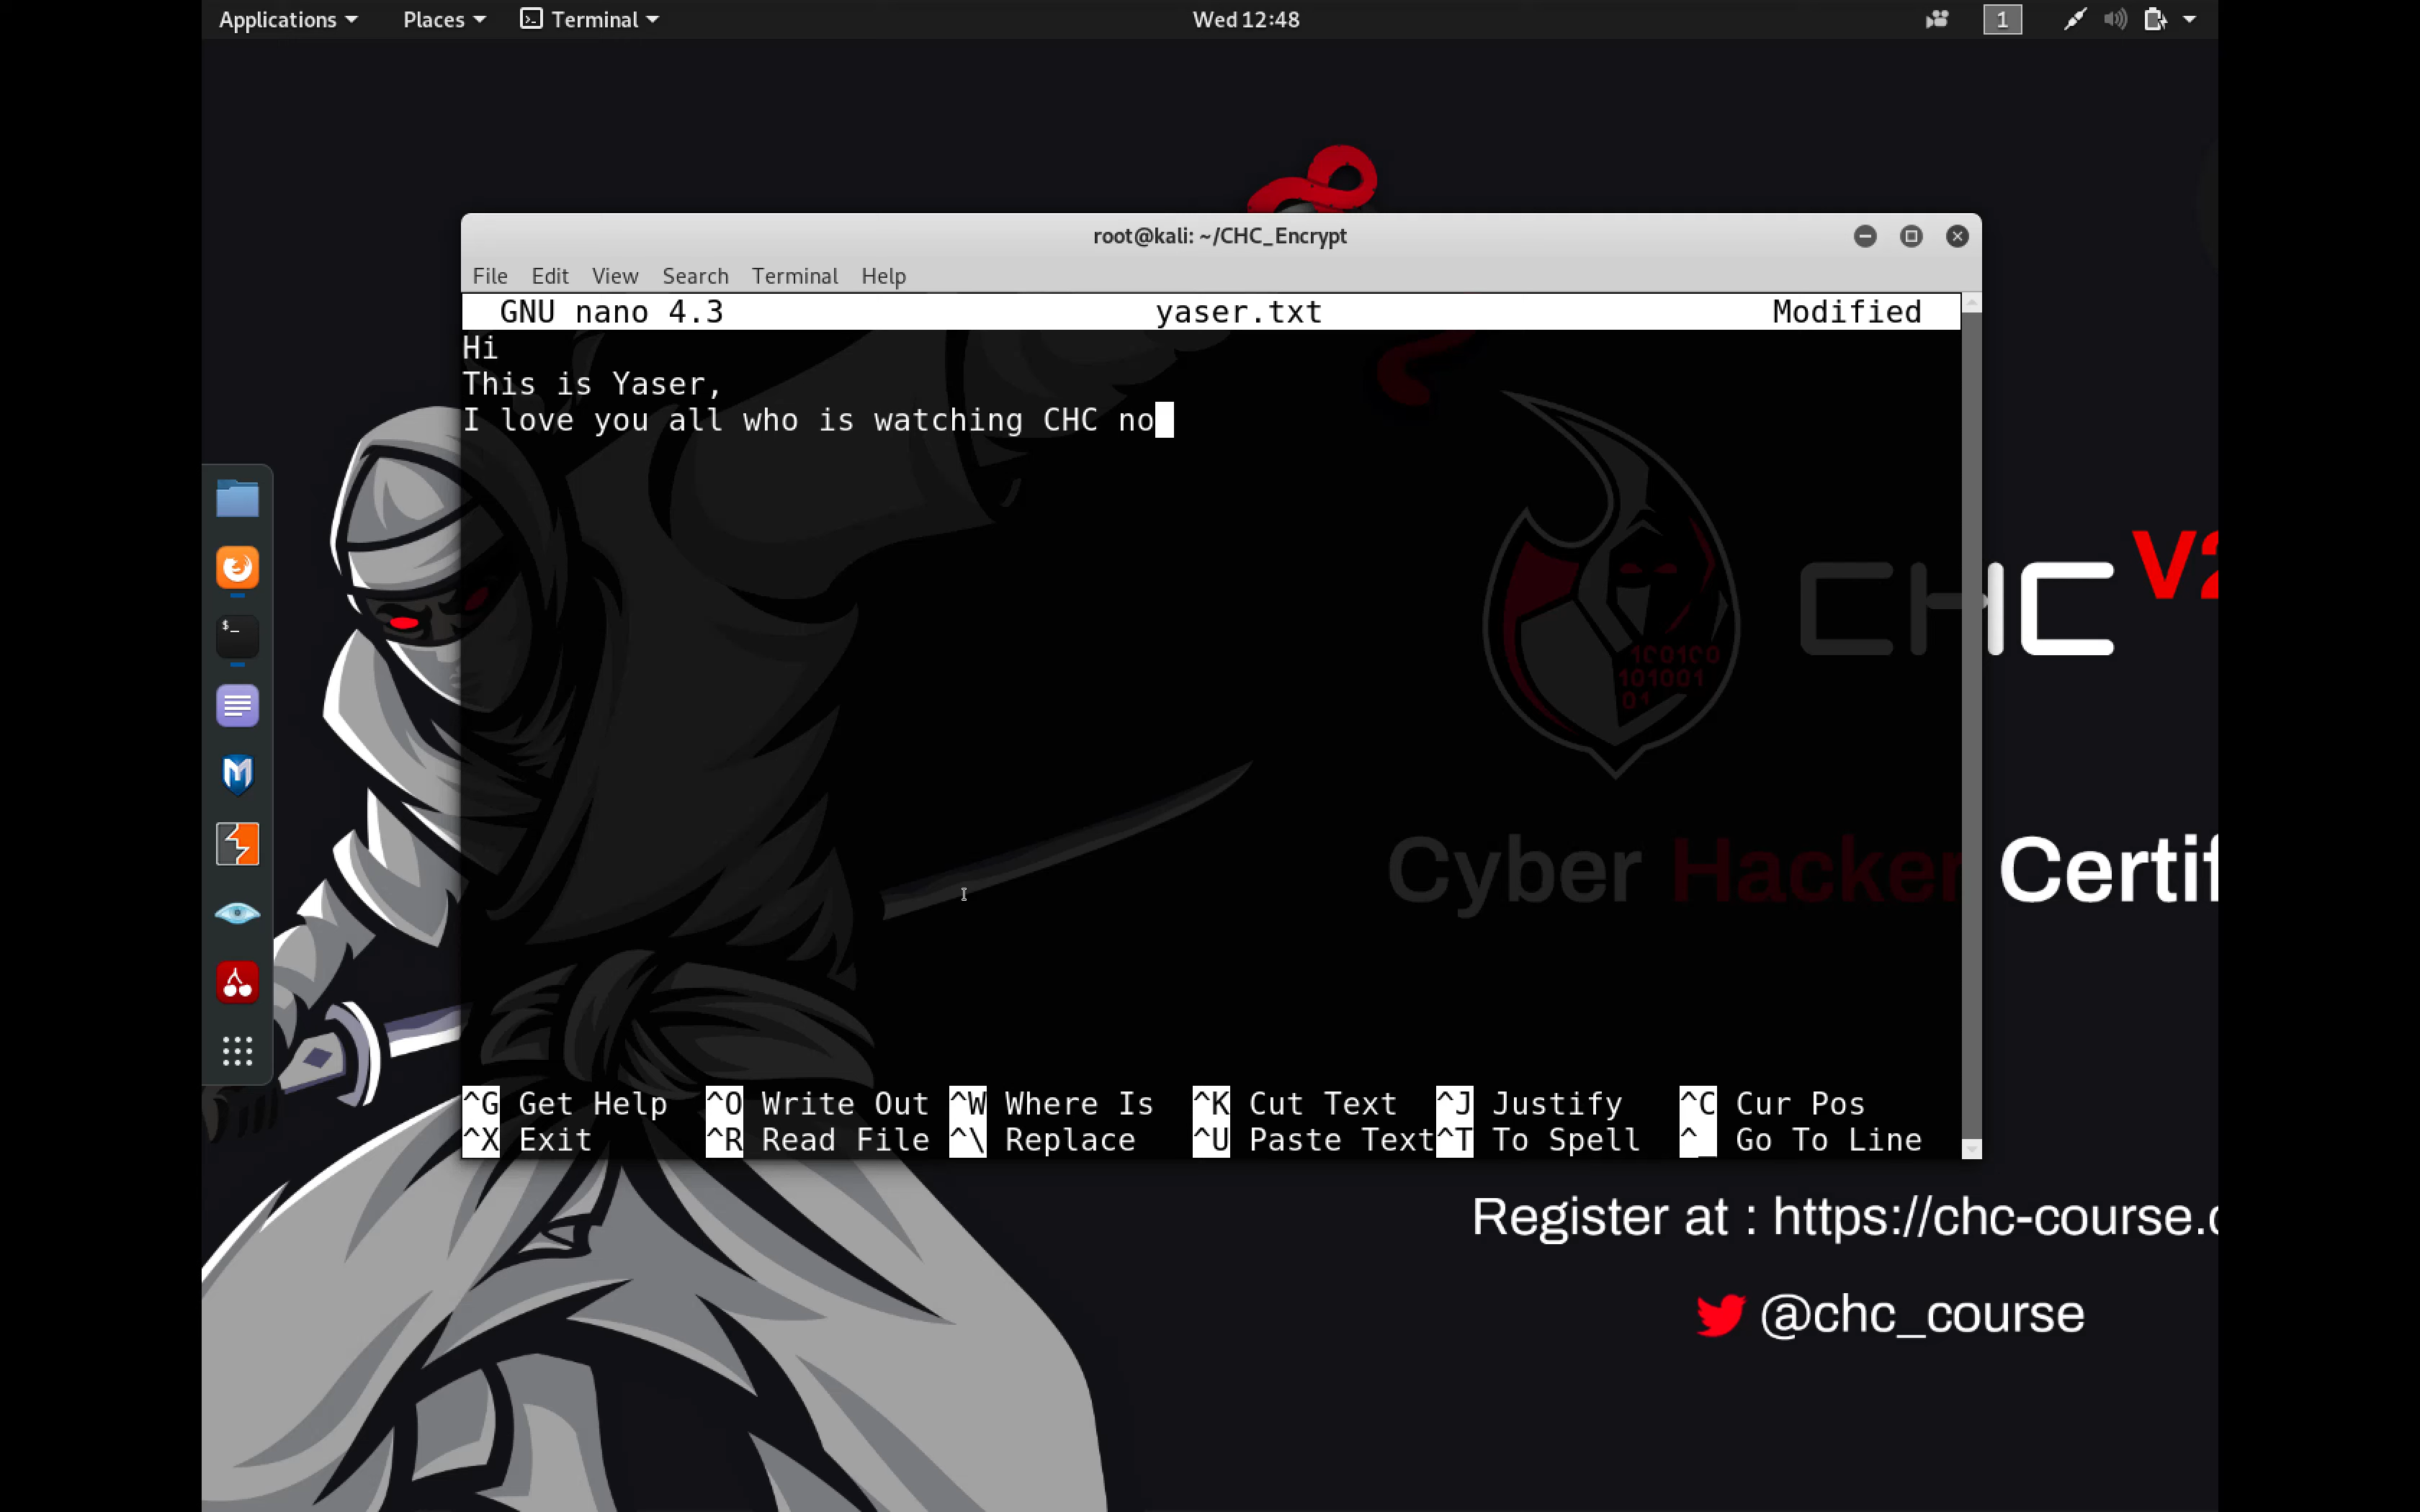 Applications Places Terminal Wed 12:48 1
root@kali: ~/CHC_Encrypt
File Edit View Search Terminal Help
GNU nano 4.3 yaser.txt Modified
Hi
This is Yaser,
I love you all who is watching CHC no
$_
CHC V2
100100
101001
01
Cyber Hacker Certif
^G Get Help ^O Write Out ^W Where Is ^K Cut Text ^J Justify ^C Cur Pos
^X Exit ^R Read File ^\ Replace ^U Paste Text ^T To Spell ^_ Go To Line
Register at : https://chc-course.c
@chc_course